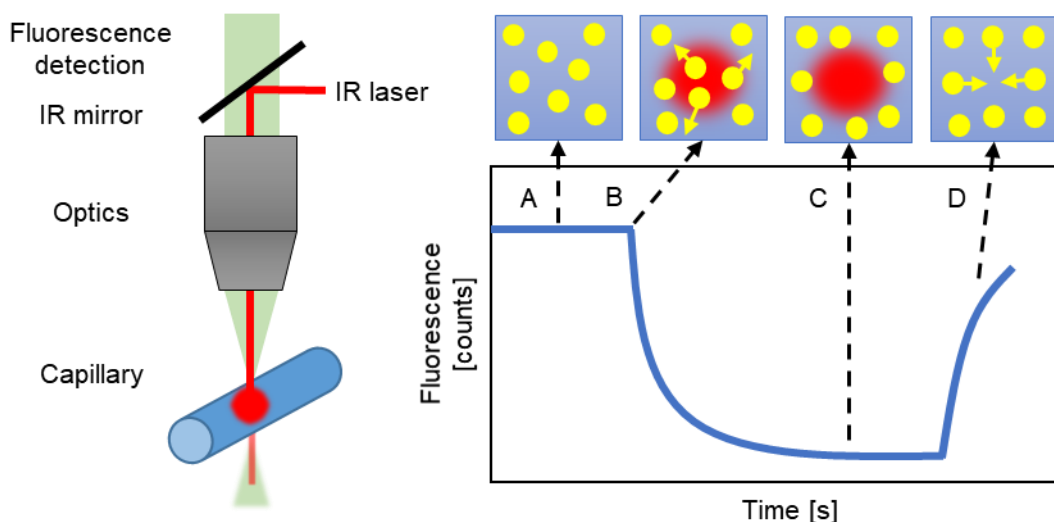 Fluorescence
detection
IR mirror
IR laser
Optics
Capillary
A
B
C
D
Fluorescence
[counts]
Time [s]